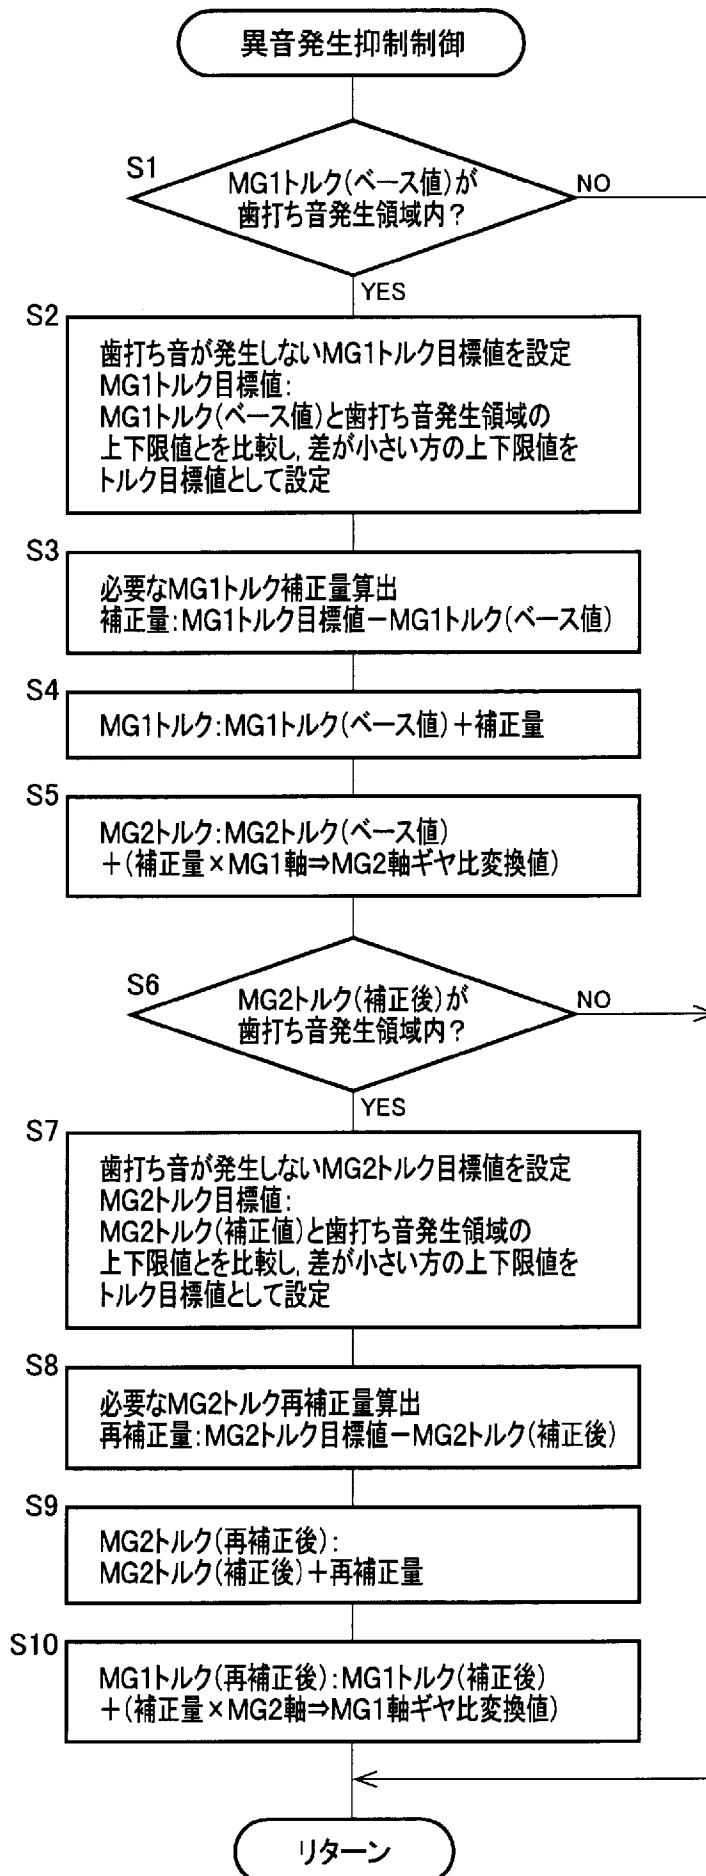 異音発生抑制制御
S1
MG1トルク(ベース値)が
歯打ち音発生領域内?
NO
YES
S2
歯打ち音が発生しないMG1トルク目標値を設定
MG1トルク目標値:
MG1トルク(ベース値)と歯打ち音発生領域の
上下限値とを比較し,差が小さい方の上下限値を
トルク目標値として設定
S3
必要なMG1トルク補正量算出
補正量:MG1トルク目標値−MG1トルク(ベース値)
S4
MG1トルク:MG1トルク(ベース値)+補正量
S5
MG2トルク:MG2トルク(ベース値)
+(補正量×MG1軸⇒MG2軸ギヤ比変換値)
S6
MG2トルク(補正後)が
歯打ち音発生領域内?
NO
YES
S7
歯打ち音が発生しないMG2トルク目標値を設定
MG2トルク目標値:
MG2トルク(補正値)と歯打ち音発生領域の
上下限値とを比較し,差が小さい方の上下限値を
トルク目標値として設定
S8
必要なMG2トルク再補正量算出
再補正量:MG2トルク目標値−MG2トルク(補正後)
S9
MG2トルク(再補正後):
MG2トルク(補正後)+再補正量
S10
MG1トルク(再補正後):MG1トルク(補正後)
+(補正量×MG2軸⇒MG1軸ギヤ比変換値)
リターン